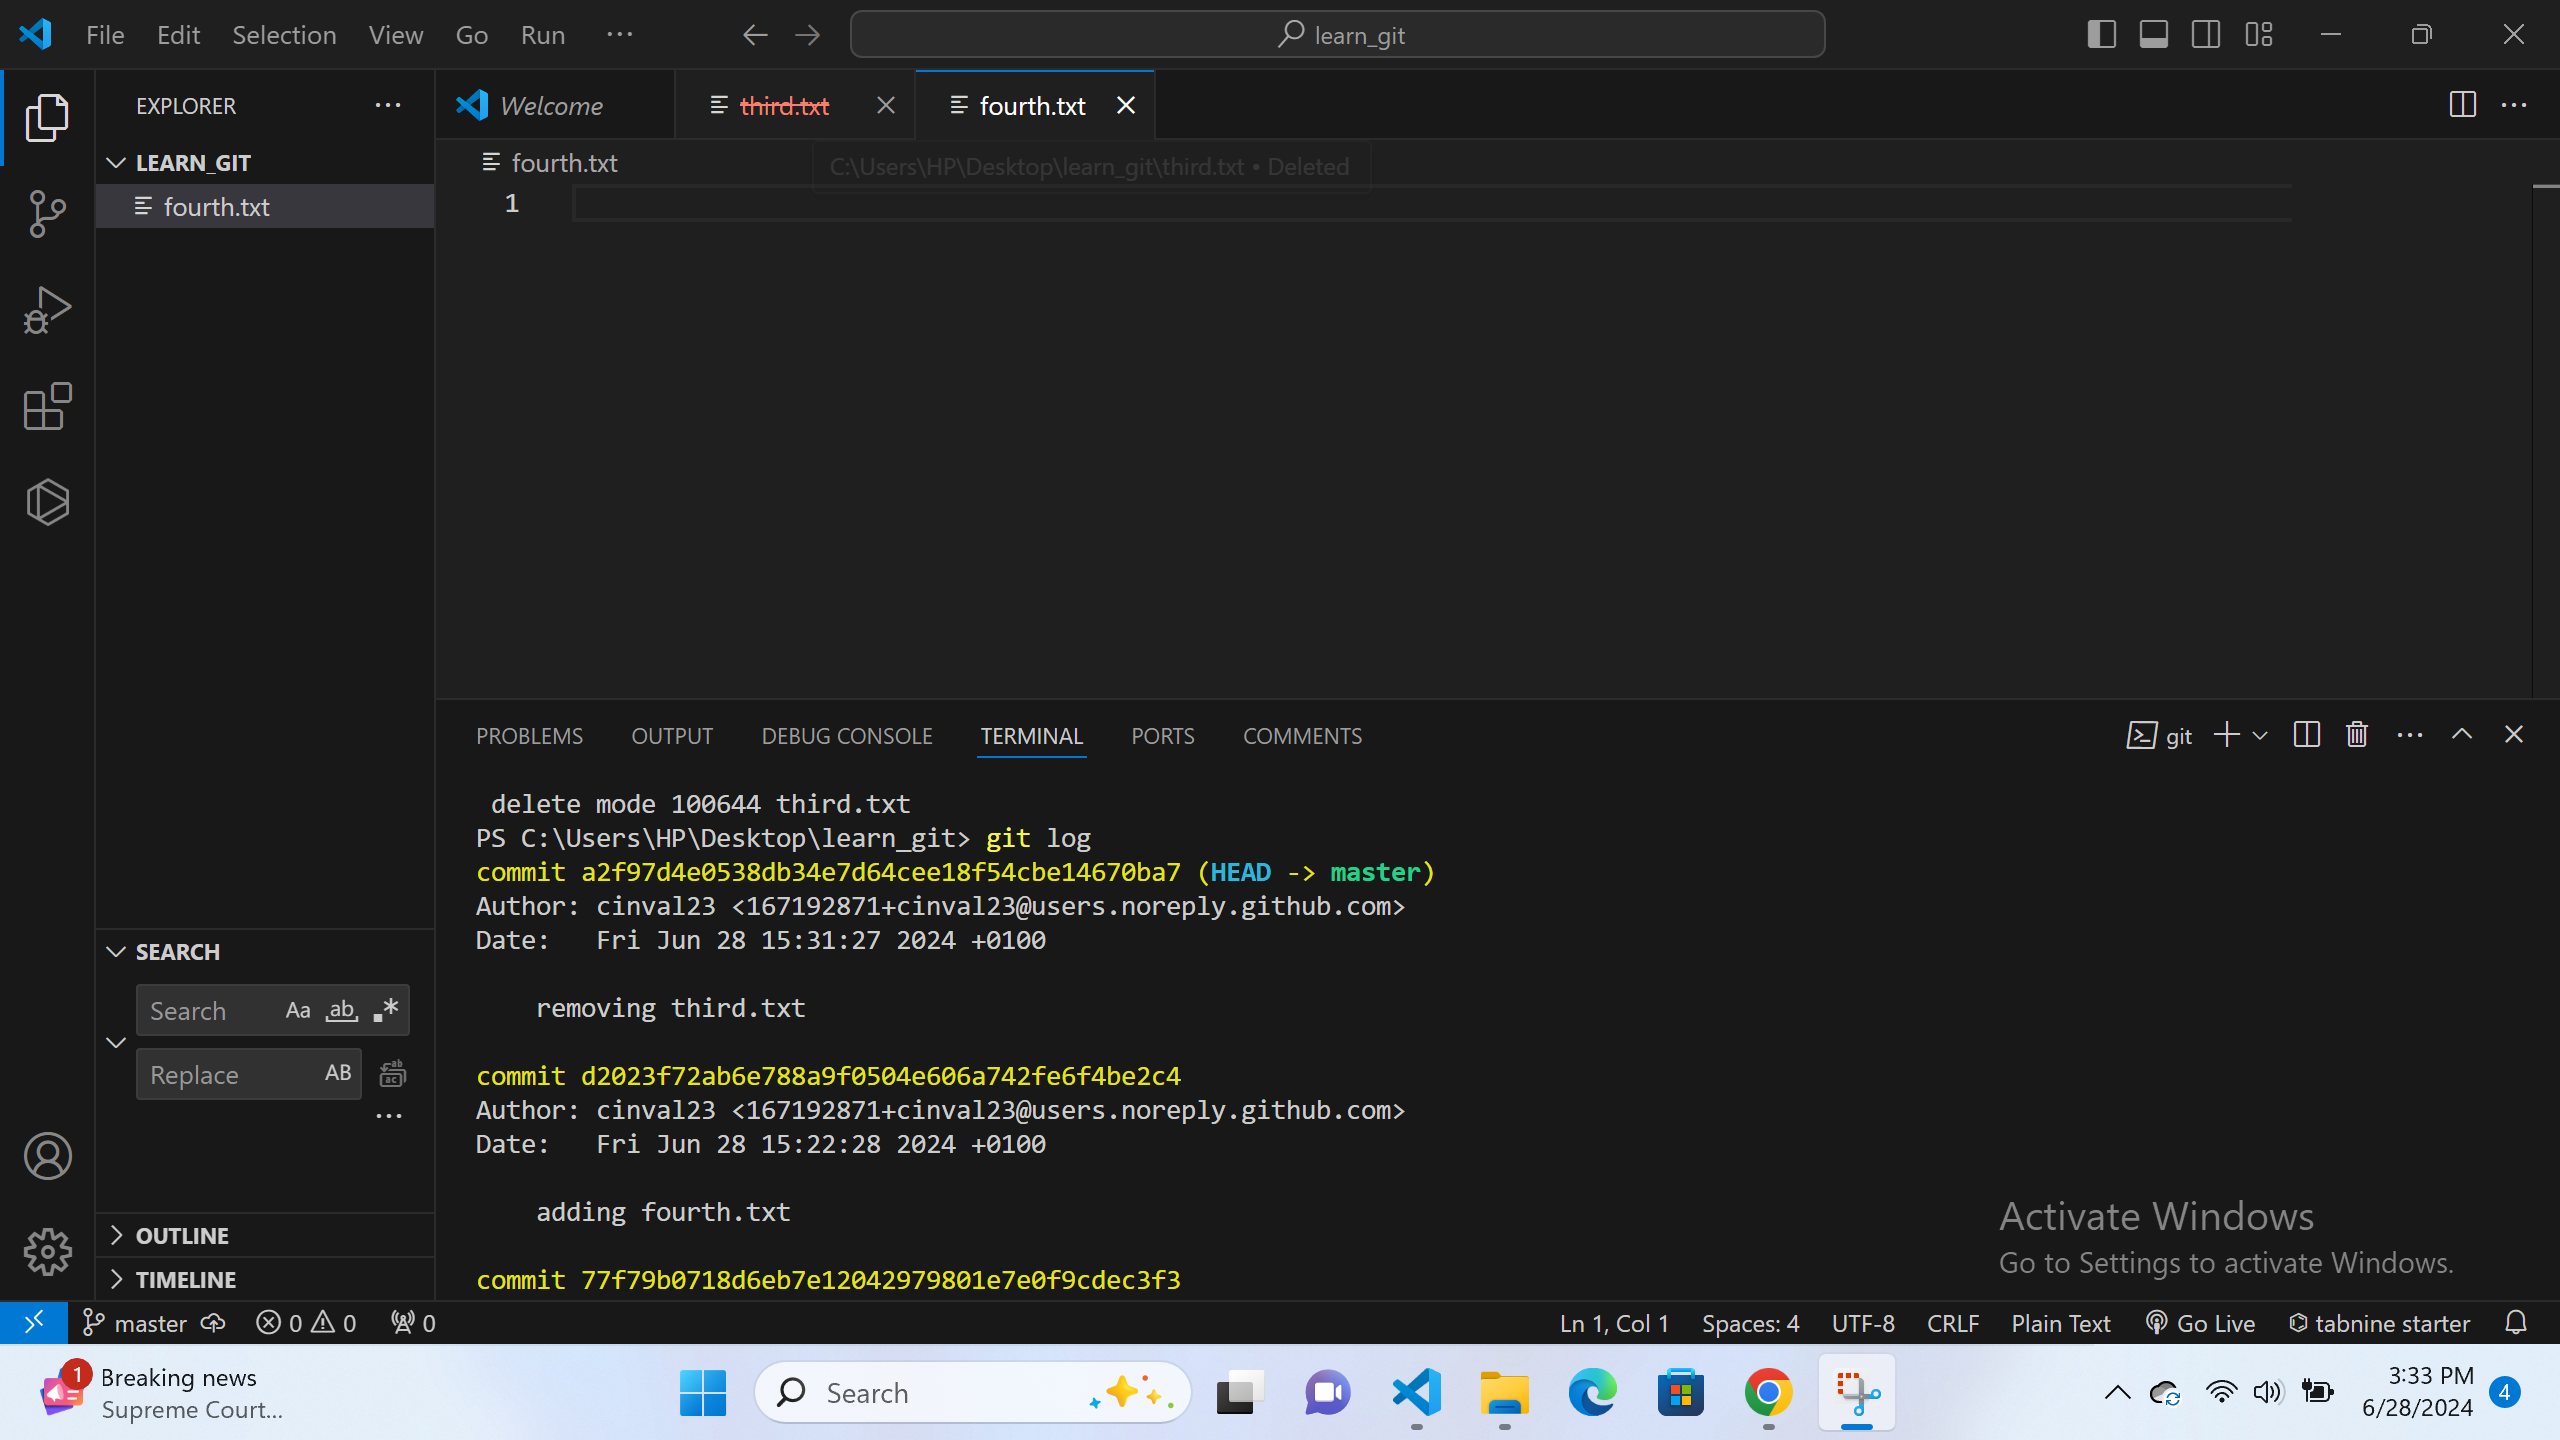 File Edit Selection View Go Run ···
learn_git
EXPLORER
Welcome
third.txt
fourth.txt
LEARN_GIT
fourth.txt
fourth.txt
C:\Users\HP\Desktop\learn_git\third.txt • Deleted
1
PROBLEMS OUTPUT DEBUG CONSOLE TERMINAL PORTS COMMENTS
git
delete mode 100644 third.txt
PS C:\Users\HP\Desktop\learn_git> git log
commit a2f97d4e0538db34e7d64cee18f54cbe14670ba7 (HEAD -> master)
Author: cinval23 <167192871+cinval23@users.noreply.github.com>
Date:   Fri Jun 28 15:31:27 2024 +0100
removing third.txt
commit d2023f72ab6e788a9f0504e606a742fe6f4be2c4
Author: cinval23 <167192871+cinval23@users.noreply.github.com>
Date:   Fri Jun 28 15:22:28 2024 +0100
adding fourth.txt
commit 77f79b0718d6eb7e12042979801e7e0f9cdec3f3
SEARCH
Search Aa ab .*
Replace AB
OUTLINE
TIMELINE
Activate Windows
Go to Settings to activate Windows.
master 0 0 0
Ln 1, Col 1 Spaces: 4 UTF-8 CRLF Plain Text Go Live tabnine starter
1
Breaking news
Supreme Court...
Search
3:33 PM
6/28/2024
4